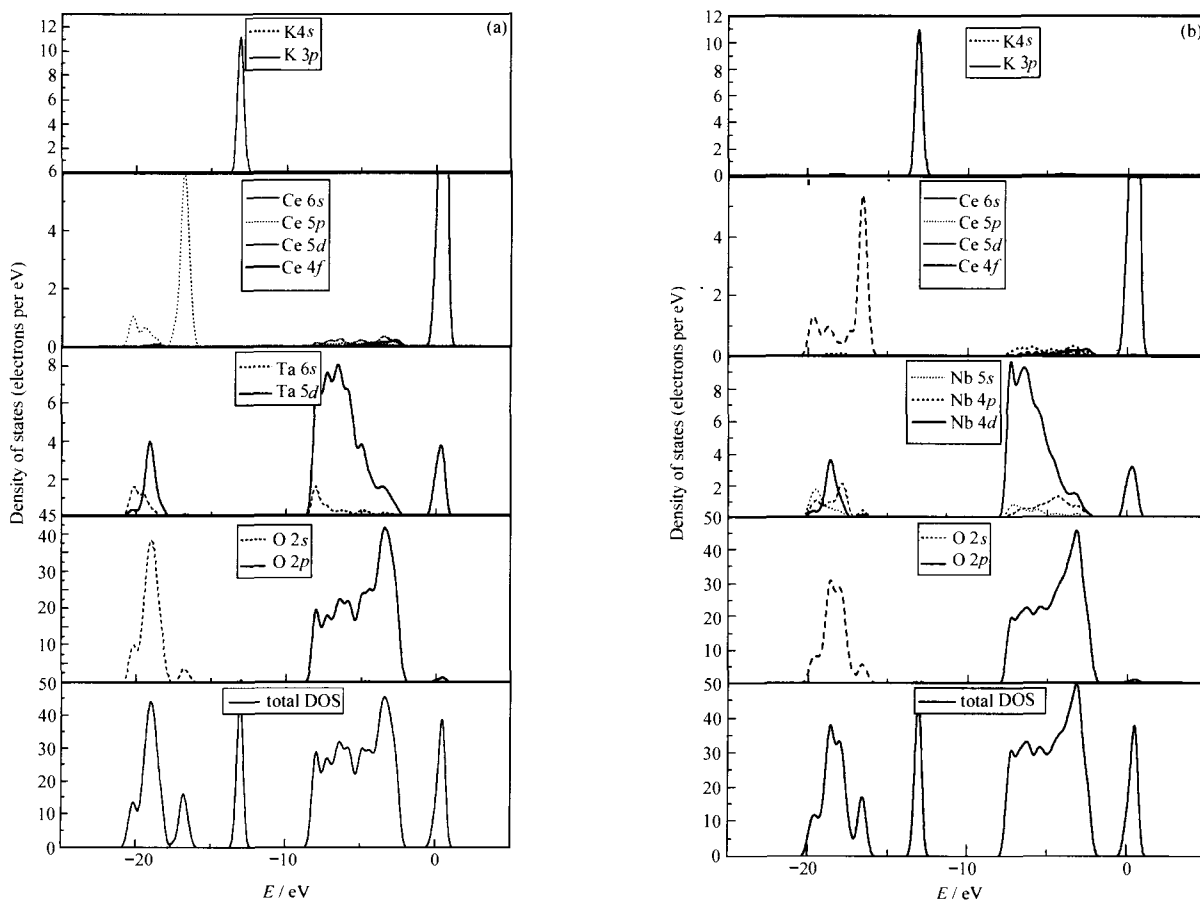 (a)
12
10
8
6
4
2
0
K4s
K 3p
6
4
2
0
Ce 6s
Ce 5p
Ce 5d
Ce 4f
8
6
4
2
45
Ta 6s
Ta 5d
40
30
20
10
50
O 2s
O 2p
40
30
20
10
0
total DOS
−20
−10
0
E / eV
Density of states (electrons per eV)
(b)
12
10
8
6
4
2
0
K4s
K 3p
4
2
0
Ce 6s
Ce 5p
Ce 5d
Ce 4f
8
6
4
2
50
Nb 5s
Nb 4p
Nb 4d
40
30
20
10
50
O 2s
O 2p
40
30
20
10
0
total DOS
−20
−10
0
E / eV
Density of states (electrons per eV)